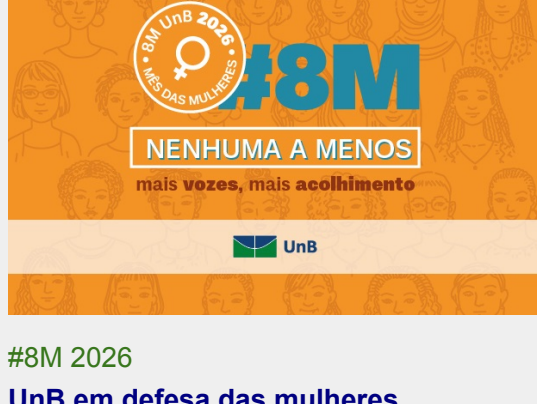 8M UnB 2026
MÊS DAS MULHERES
#8M
NENHUMA A MENOS
mais vozes, mais acolhimento
UnB
#8M 2026
UnB em defesa das mulheres